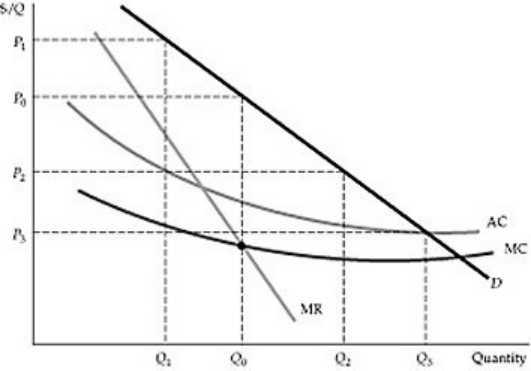 $/Q
P₁
P₀
P₂
P₃
AC
MC
D
MR
Q₁ Q₀ Q₂ Q₃ Quantity